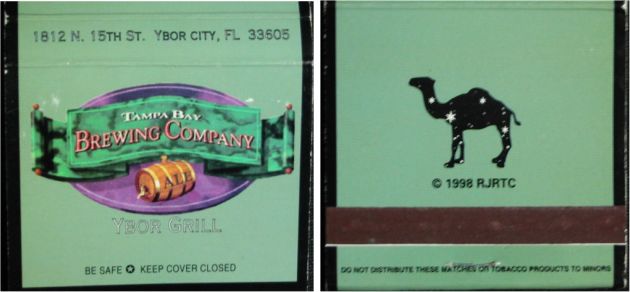 1812 N. 15TH ST. YBOR CITY, FL 33605
TAMPA BAY
BREWING COMPANY
ALE
YBOR GRILL
BE SAFE ✪ KEEP COVER CLOSED
© 1998 RJRTC
DO NOT DISTRIBUTE THESE MATCHES OR TOBACCO PRODUCTS TO MINORS